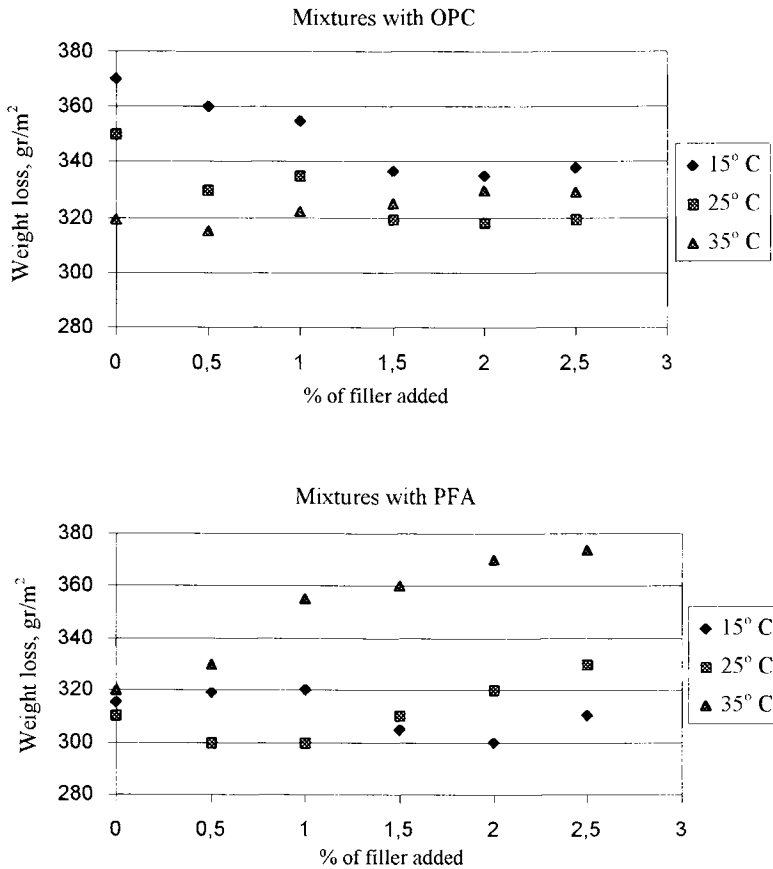 Mixtures with OPC
380
360
340
320
300
280
Weight loss, gr/m²
0 0,5 1 1,5 2 2,5 3
% of filler added
15° C
25° C
35° C
Mixtures with PFA
380
360
340
320
300
280
Weight loss, gr/m²
0 0,5 1 1,5 2 2,5 3
% of filler added
15° C
25° C
35° C